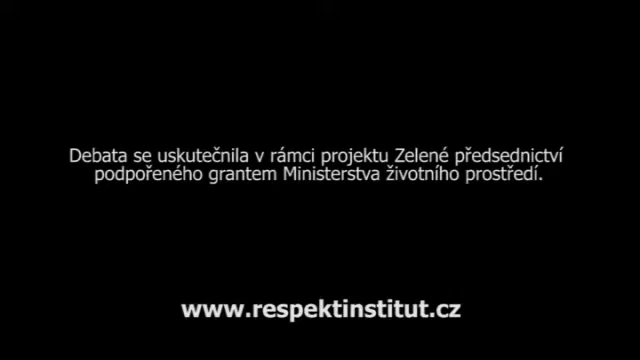 Debata se uskutečnila v rámci projektu Zelené předsednictví
podpořeného grantem Ministerstva životního prostředí.
www.respektinstitut.cz